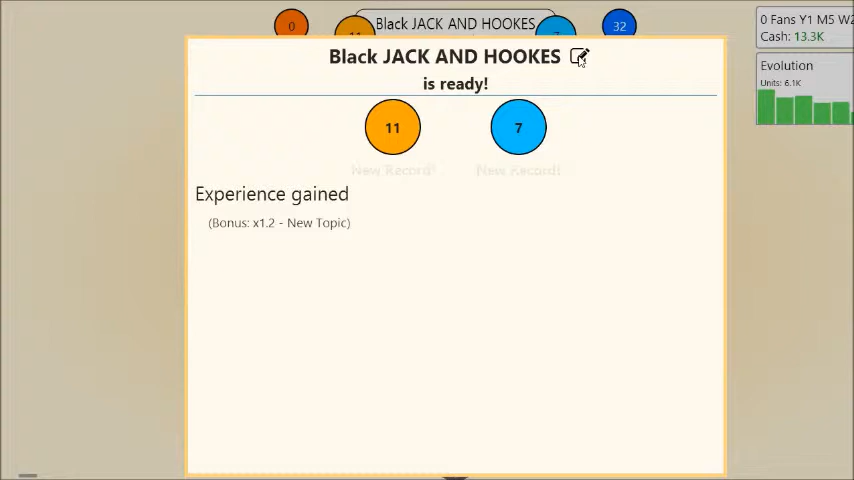 0
Black JACK AND HOOKES
32
0 Fans Y1 M5 W2
Cash: 13.3K
Black JACK AND HOOKES
is ready!
Evolution
Units: 6.1K
11
7
New Record!
New Record!
Experience gained
(Bonus: x1.2 - New Topic)